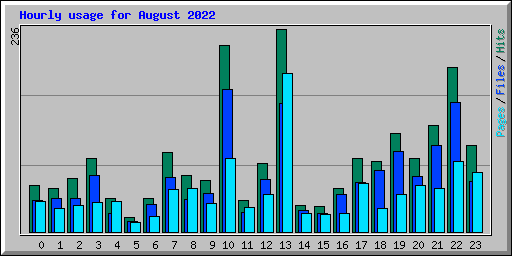 Hourly usage for August 2022
236
Pages/Files/Hits
0 1 2 3 4 5 6 7 8 9 10 11 12 13 14 15 16 17 18 19 20 21 22 23